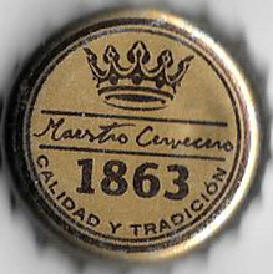 Maestro Cervecero
1863
CALIDAD Y TRADICIÓN